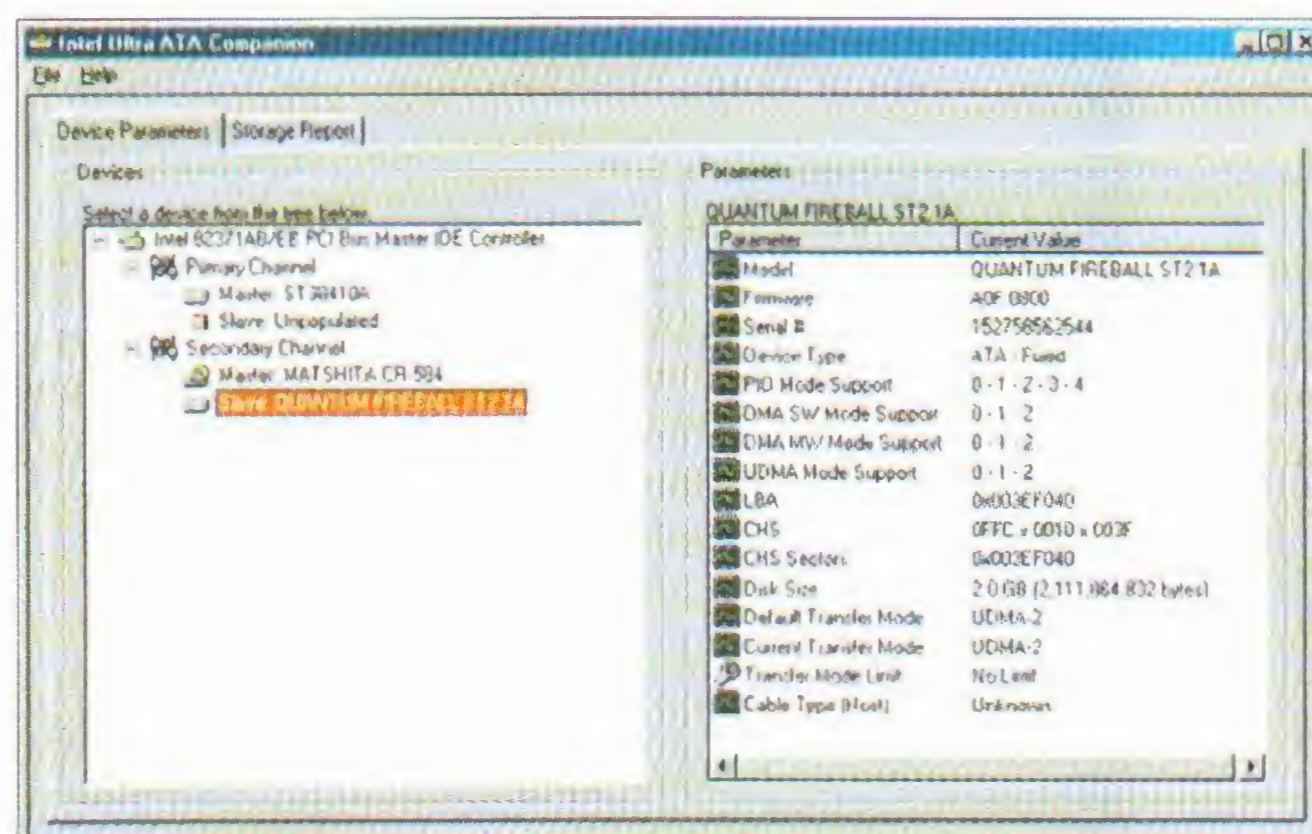 Intel Ultra ATA Companion
File Help
Device Parameters Storage Report
Devices
Select a device from the tree below.
Intel 82371AB/EB PCI Bus Master IDE Controller
Primary Channel
Master: ST38410A
Slave: Unpopulated
Secondary Channel
Master: MATSHITA CR-584
Slave: QUANTUM FIREBALL ST2.1A
Parameters
QUANTUM FIREBALL ST2.1A
Parameter Current Value
Model QUANTUM FIREBALL ST2.1A
Firmware A0F.0800
Serial #
Device Type ATA - Fixed
PIO Mode Support 0 - 1 - 2 - 3 - 4
DMA SW Mode Support 0 - 1 - 2
DMA MW Mode Support 0 - 1 - 2
UDMA Mode Support 0 - 1 - 2
LBA 0x003EF040
CHS 0FFC x 0010 x 003F
CHS Sectors 0x003EF040
Disk Size 2.0 GB (2,111,864,832 bytes)
Default Transfer Mode UDMA-2
Current Transfer Mode UDMA-2
Transfer Mode Limit No Limit
Cable Type (Host) Unknown